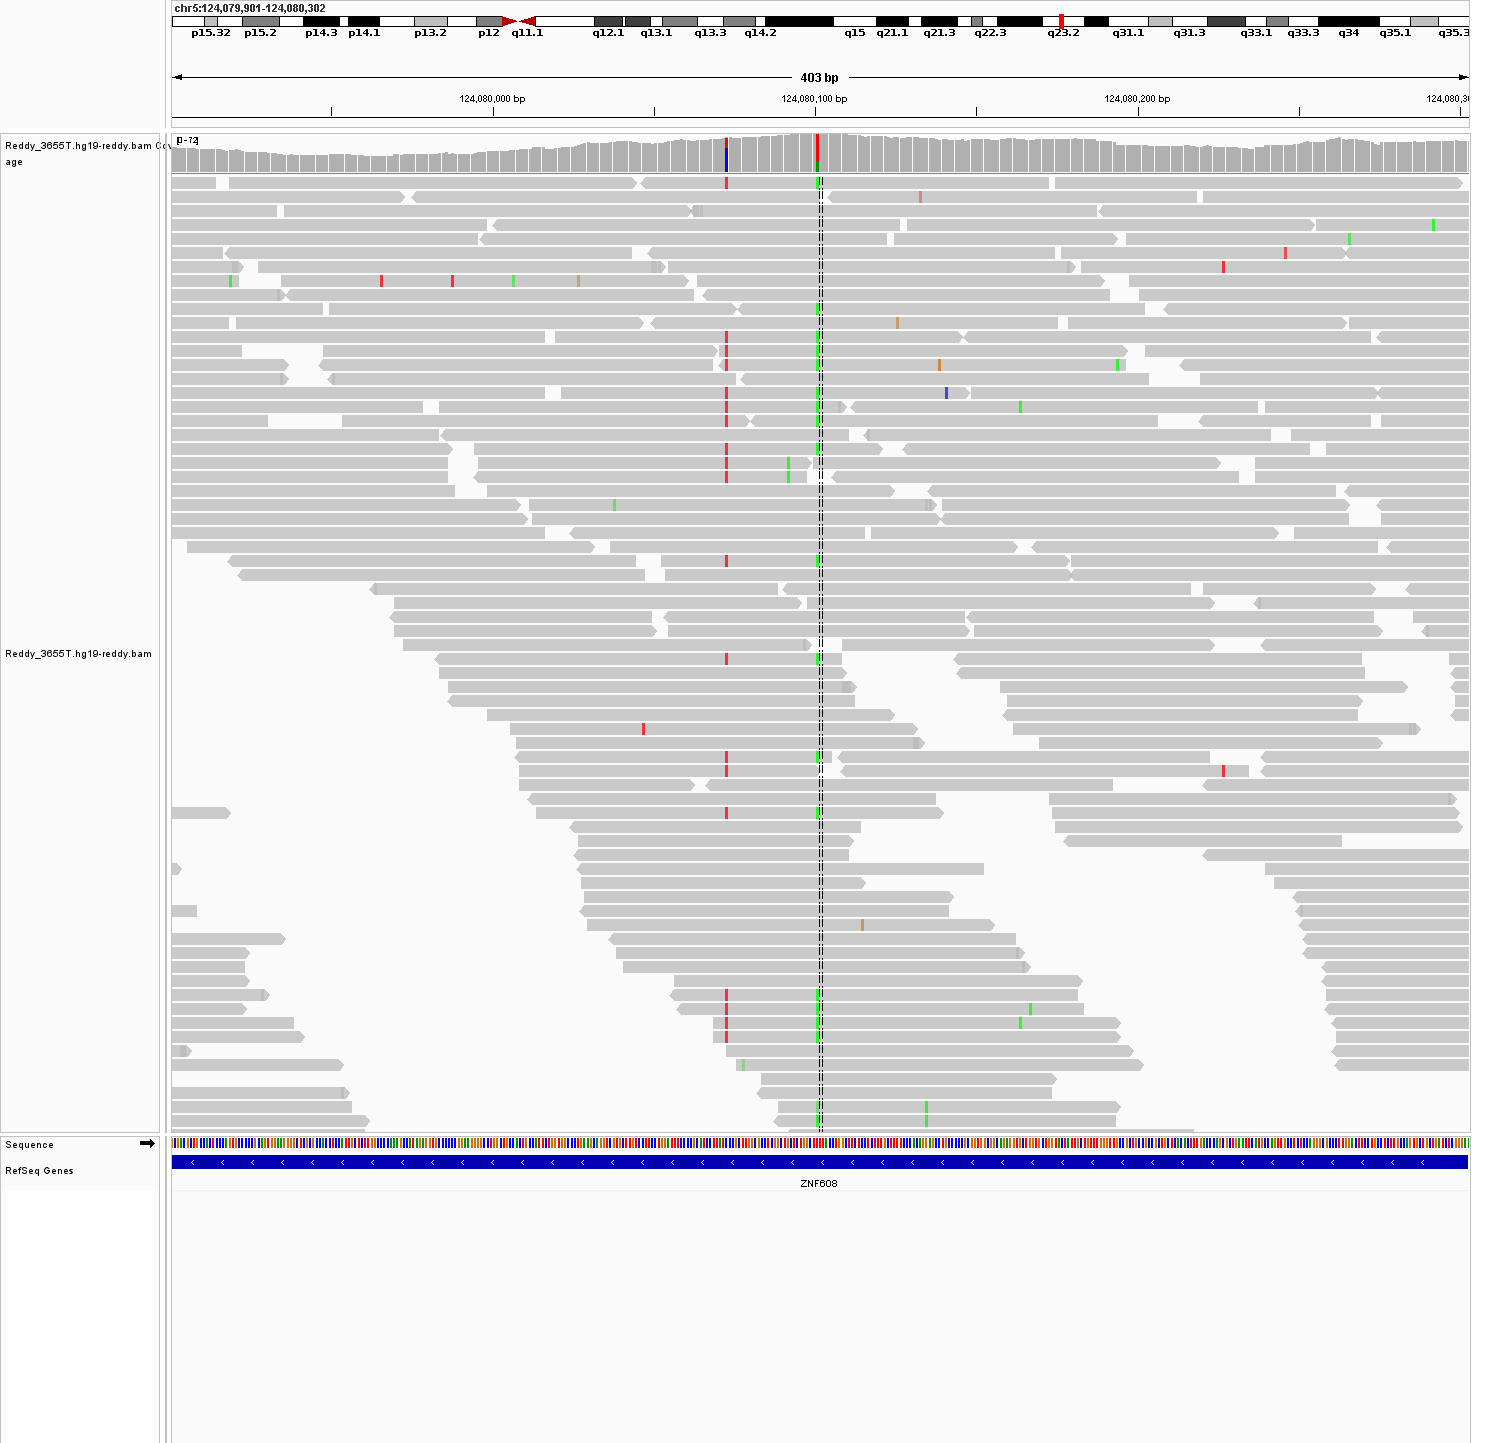 chr5:124,079,901-124,080,302
p15.32 p15.2 p14.3 p14.1 p13.2 p12 q11.1 q12.1 q13.1 q13.3 q14.2 q15 q21.1 q21.3 q22.3 q23.2 q31.1 q31.3 q33.1 q33.3 q34 q35.1 q35.3
403 bp
124,080,000 bp 124,080,100 bp 124,080,200 bp 124,080,30
Reddy_3655T.hg19-reddy.bam Cov
age
[0-72]
Reddy_3655T.hg19-reddy.bam
Sequence
RefSeq Genes
ZNF608